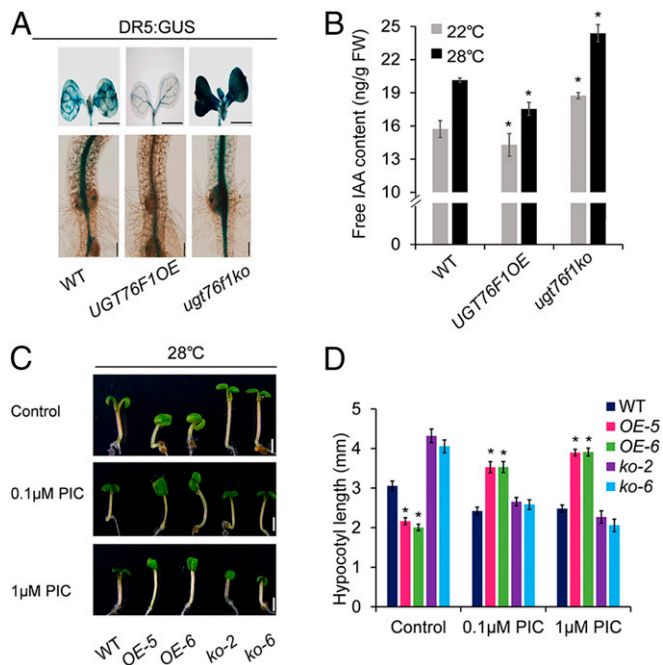 A
DR5:GUS
WT
UGT76F1OE
ugt76f1ko
B
Free IAA content (ng/g FW)
25
22
19
16
13
0
22℃
28℃
*
*
*
*
WT
UGT76F1OE
ugt76f1ko
C
28℃
Control
0.1μM PIC
1μM PIC
WT
OE-5
OE-6
ko-2
ko-6
D
Hypocotyl length (mm)
5
4
3
2
1
0
WT
OE-5
OE-6
ko-2
ko-6
* *
* *
* *
Control
0.1μM PIC
1μM PIC